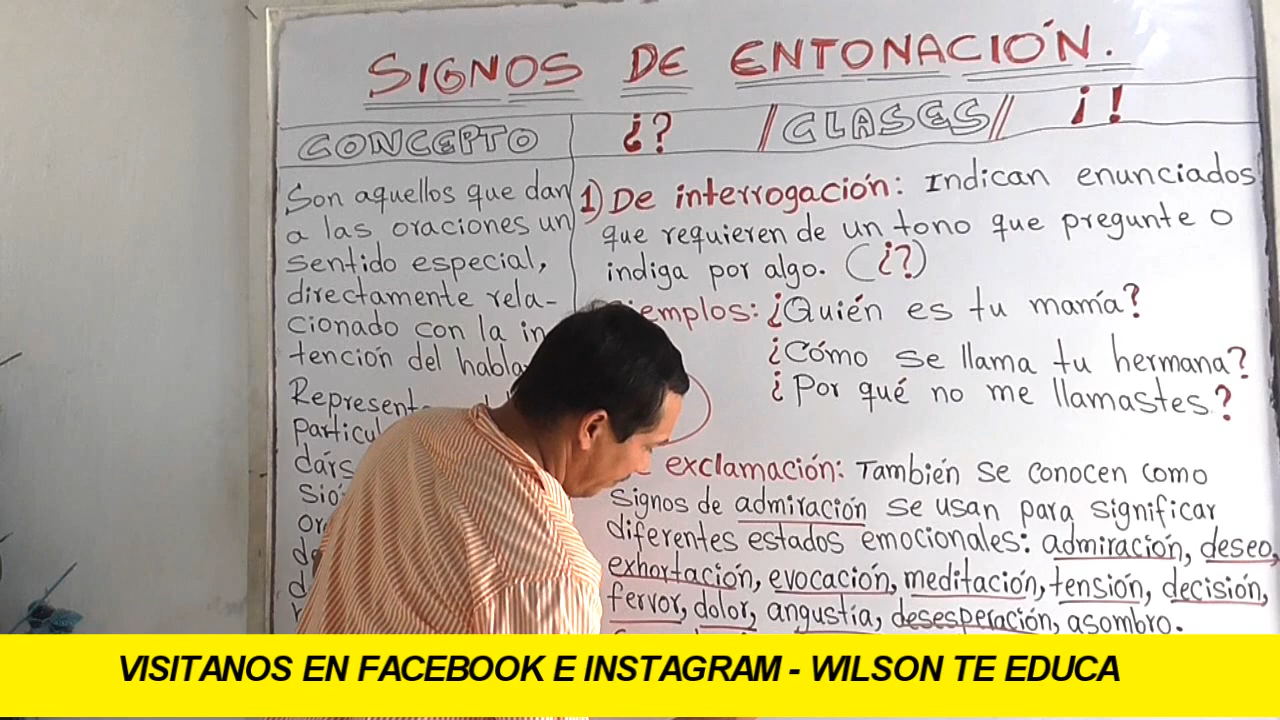 SIGNOS DE ENTONACIÓN.
CONCEPTO
¿? //CLASES// ¡!
Son aquellos que dan
a las oraciones un
sentido especial,
directamente rela-
cionado con la in
tención del
1) De interrogación: Indican enunciados
que requieren de un tono que pregunte o
indiga por algo. (¿?)
¿Quién es tu mamá?
¿Cómo se llama tu hermana?
¿Por qué no me llamastes?
exclamación: También se conocen como
signos de admiración se usan para significar
diferentes estados emocionales: admiración, deseo,
exhortación, evocación, meditación, tensión, decisión,
fervor, dolor, angustia, desesperación, asombro.
VISITANOS EN FACEBOOK E INSTAGRAM - WILSON TE EDUCA